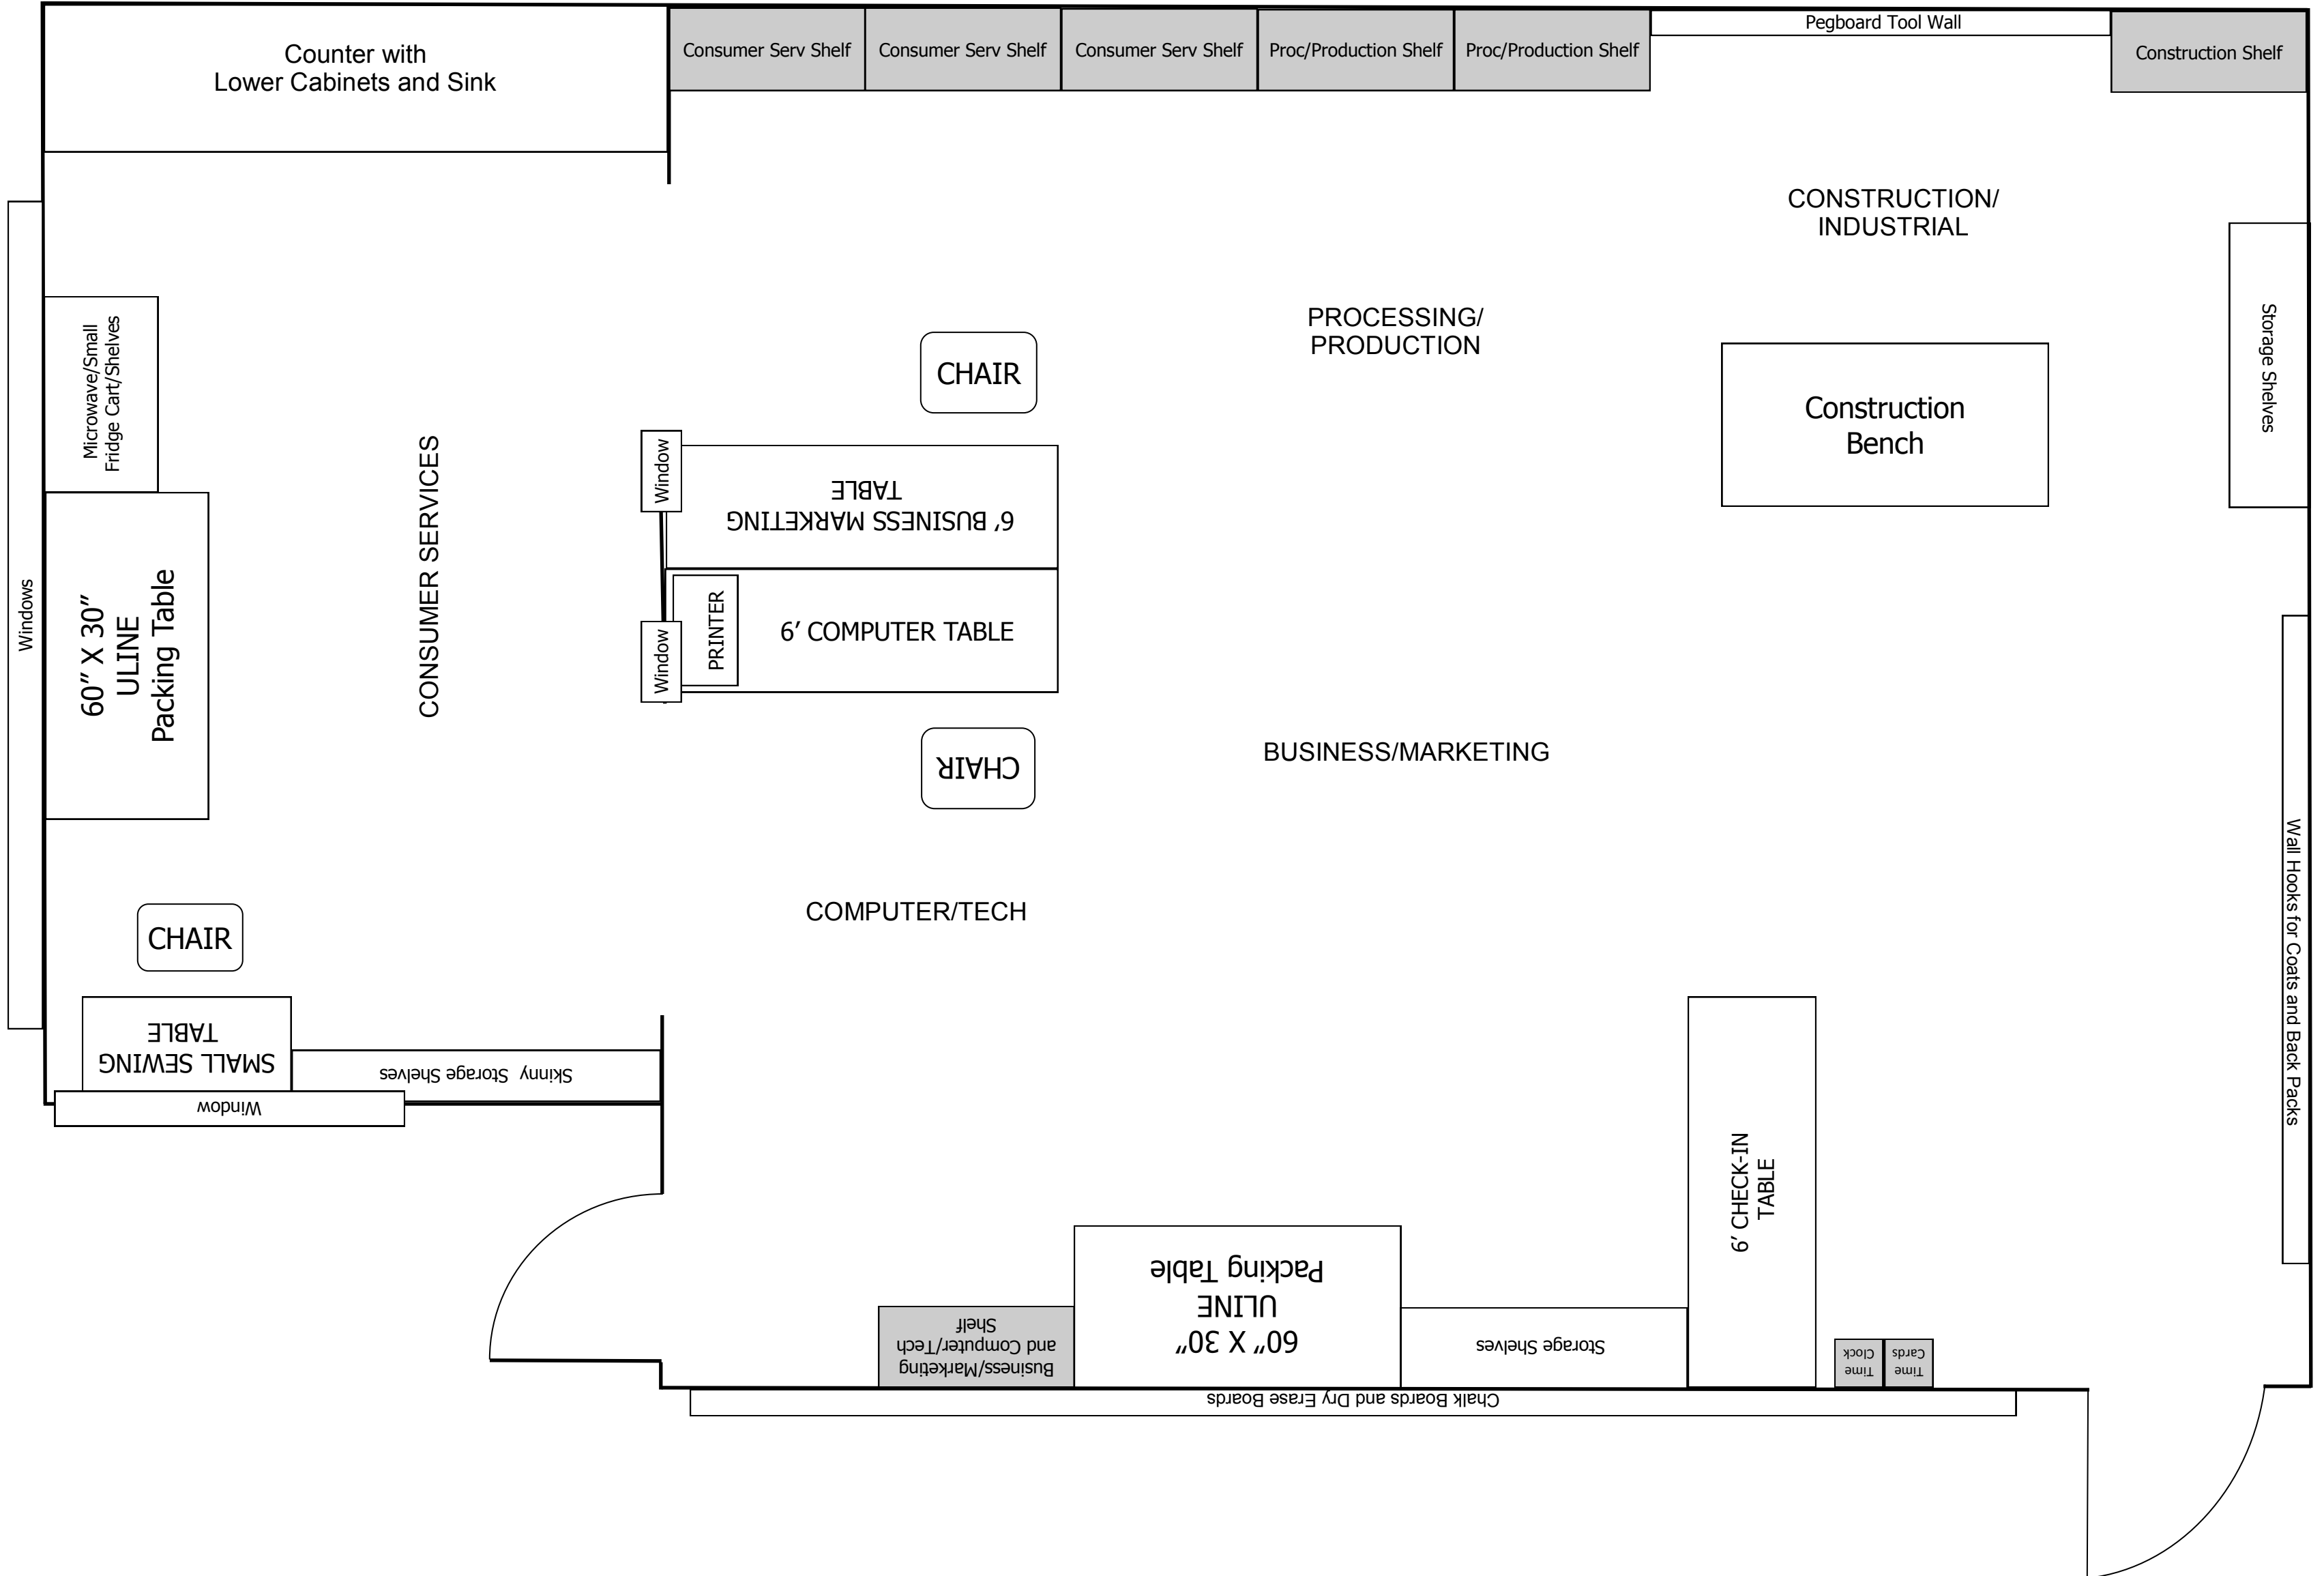 Counter with
Lower Cabinets and Sink
Consumer Serv Shelf
Consumer Serv Shelf
Consumer Serv Shelf
Proc/Production Shelf
Proc/Production Shelf
Pegboard Tool Wall
Construction Shelf
CONSTRUCTION/
INDUSTRIAL
PROCESSING/
PRODUCTION
Storage Shelves
Microwave/Small
Fridge Cart/Shelves
CHAIR
Construction
Bench
CONSUMER SERVICES
Window
6’ BUSINESS MARKETING
TABLE
Windows
60” X 30”
ULINE
Packing Table
Window
PRINTER
6’ COMPUTER TABLE
CHAIR
BUSINESS/MARKETING
COMPUTER/TECH
Wall Hooks for Coats and Back Packs
CHAIR
SMALL SEWING
TABLE
Skinny Storage Shelves
Window
6’ CHECK-IN
TABLE
Business/Marketing
and Computer/Tech
Shelf
60” X 30”
ULINE
Packing Table
Storage Shelves
Time
Clock
Time
Cards
Chalk Boards and Dry Erase Boards